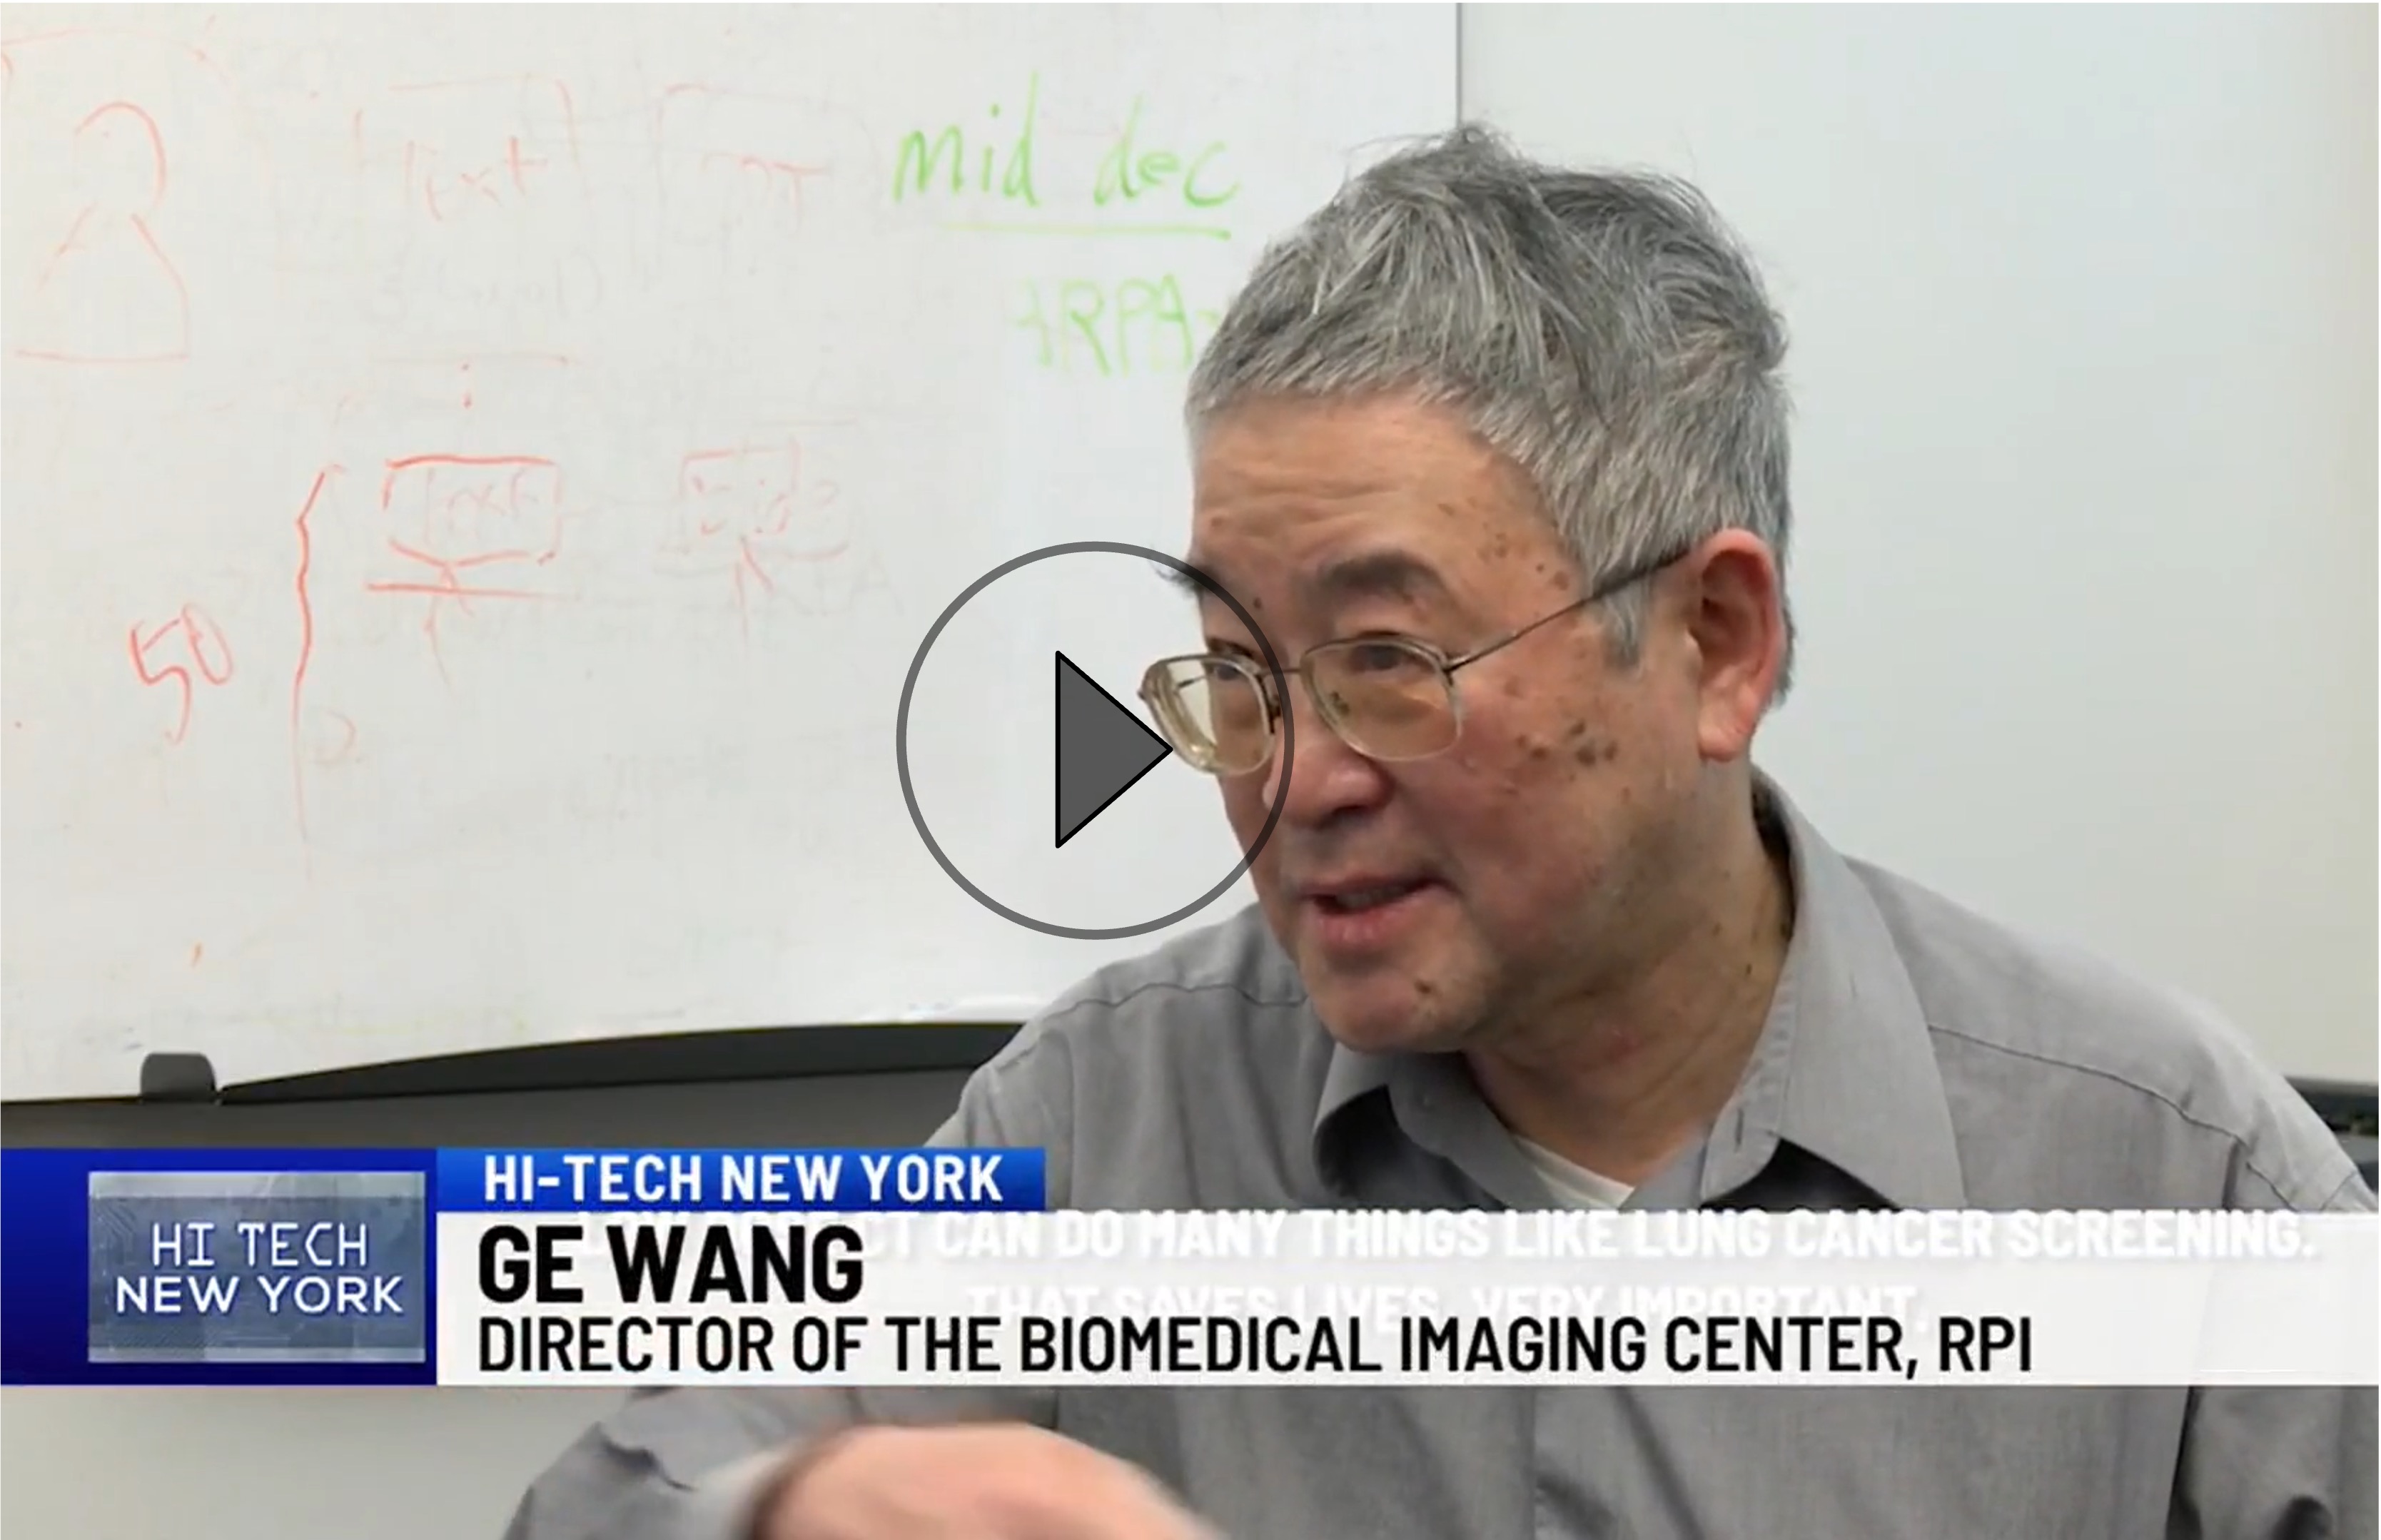 mid dec
ARPA
text
text
50
HI-TECH NEW YORK
HI TECH
NEW YORK
GE WANG
DIRECTOR OF THE BIOMEDICAL IMAGING CENTER, RPI
CT CAN DO MANY THINGS LIKE LUNG CANCER SCREENING.
THAT SAVES LIVES, VERY IMPORTANT.